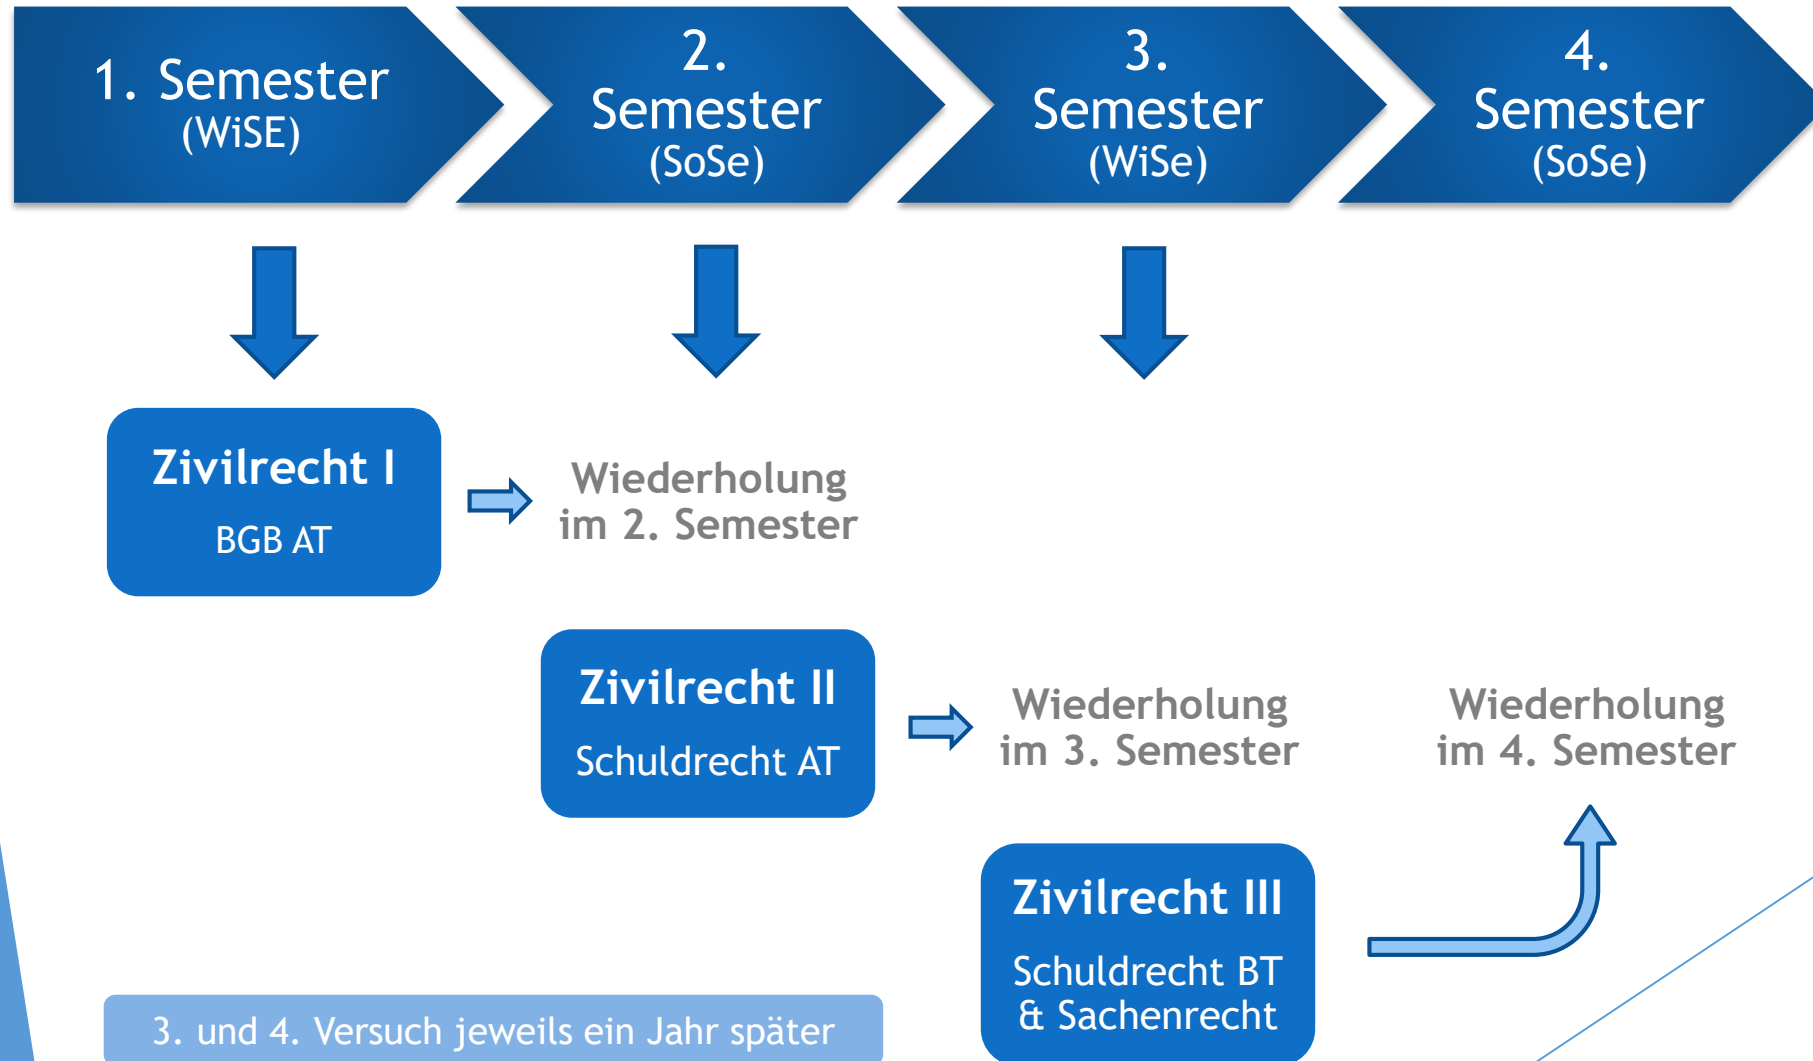 1. Semester
(WiSE)
2.
Semester
(SoSe)
3.
Semester
(WiSe)
4.
Semester
(SoSe)
Zivilrecht I
BGB AT
Wiederholung
im 2. Semester
Zivilrecht II
Schuldrecht AT
Wiederholung
im 3. Semester
Wiederholung
im 4. Semester
Zivilrecht III
Schuldrecht BT
& Sachenrecht
3. und 4. Versuch jeweils ein Jahr später